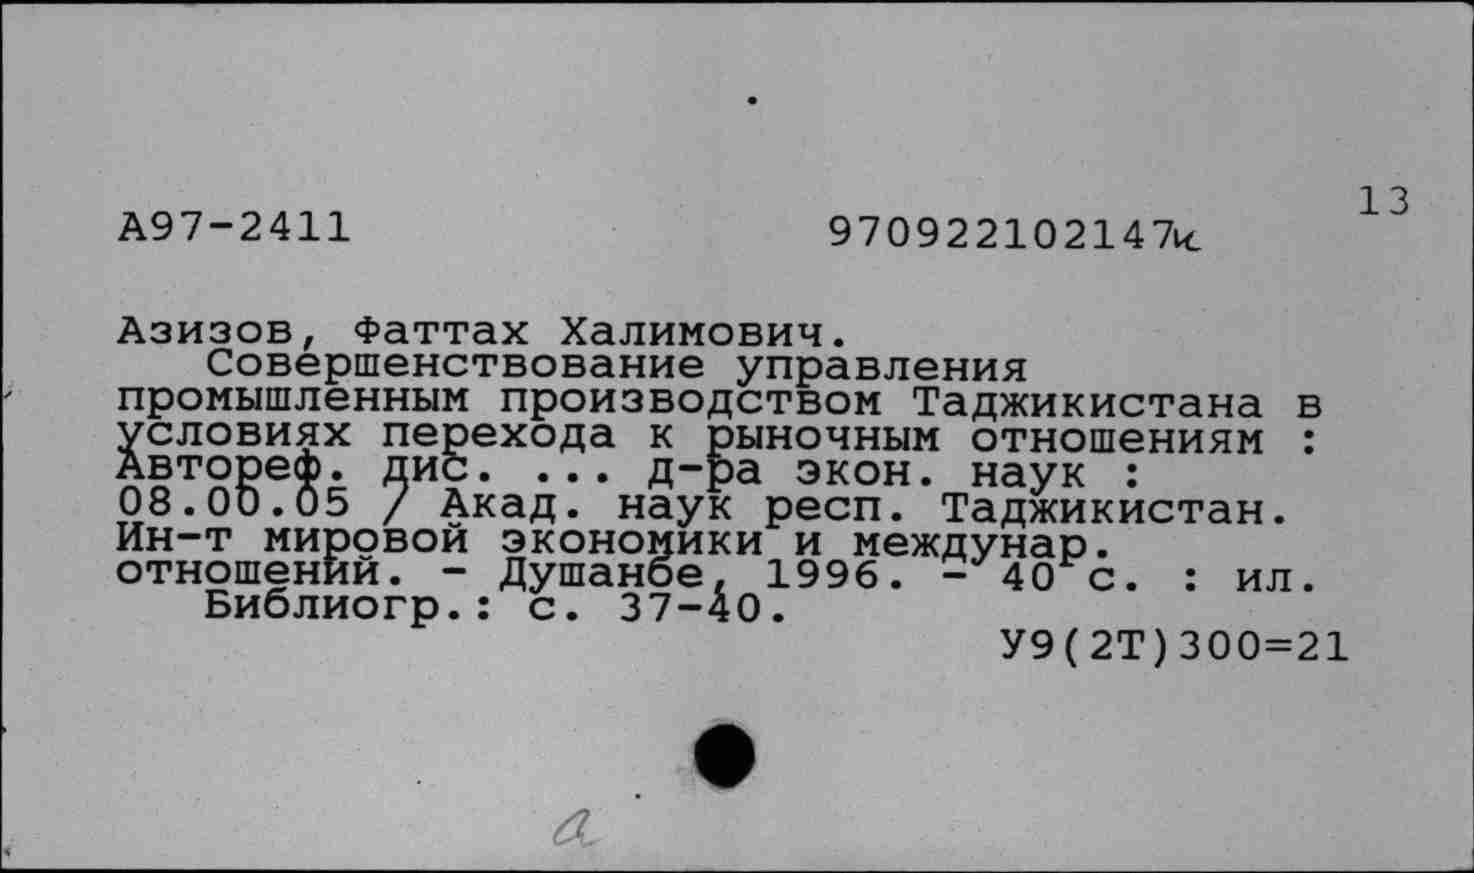 13
А97-2411 970922102147к
Азизов, Фаттах Халимович.
Совершенствование управления
промышленным производством Таджикистана в
условиях перехода к рыночным отношениям :
Автореф. дис. ... д-ра экон. наук :
08.00.05 / Акад. наук респ. Таджикистан.
Ин-т мировой экономики и междунар.
отношений. - Душанбе, 1996. - 40 с. : ил.
Библиогр.: с. 37-40.
У9(2Т)300=21
а